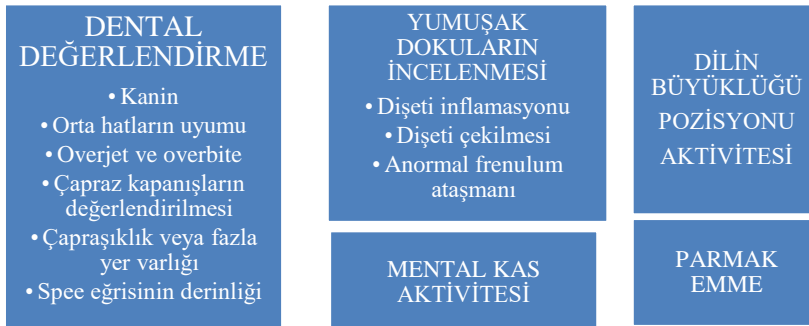 DENTAL
DEĞERLENDİRME
• Kanin
• Orta hatların uyumu
• Overjet ve overbite
• Çapraz kapanışların
değerlendirilmesi
• Çapraşıklık veya fazla
yer varlığı
• Spee eğrisinin derinliği
YUMUŞAK
DOKULARIN
İNCELENMESİ
• Dişeti inflamasyonu
• Dişeti çekilmesi
• Anormal frenulum
ataşmanı
MENTAL KAS
AKTİVİTESİ
DİLİN
BÜYÜKLÜĞÜ
POZİSYONU
AKTİVİTESİ
PARMAK
EMME